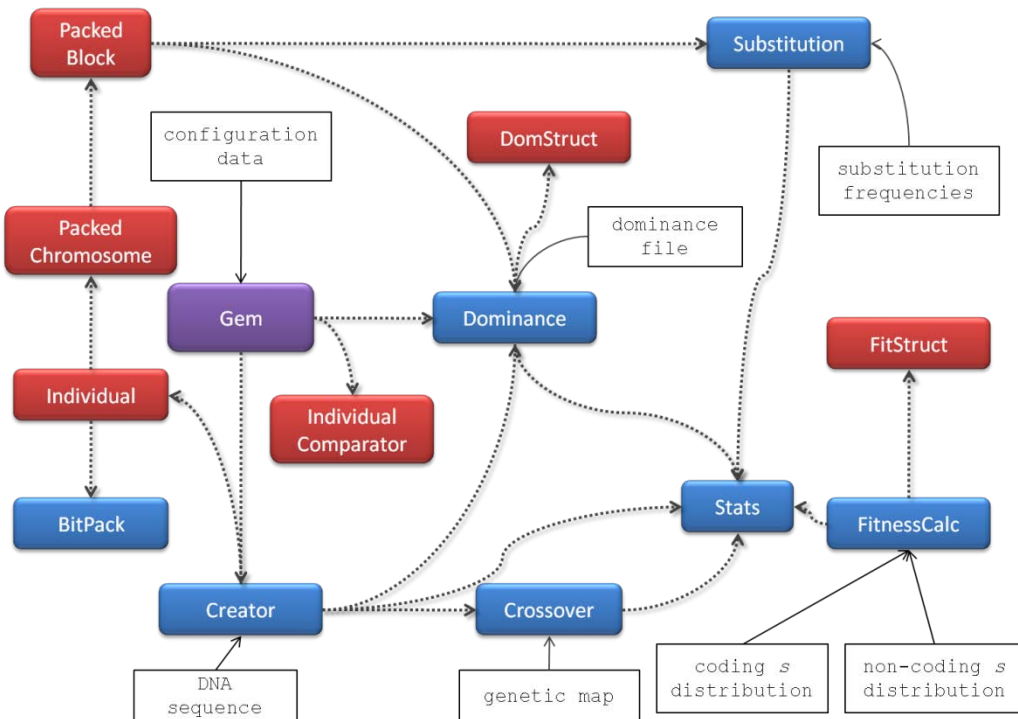 Packed
Block
Substitution
configuration
data
DomStruct
substitution
frequencies
Packed
Chromosome
dominance
file
Gem
Dominance
FitStruct
Individual
Individual
Comparator
BitPack
Stats
FitnessCalc
Creator
Crossover
DNA
sequence
genetic map
coding s
distribution
non-coding s
distribution